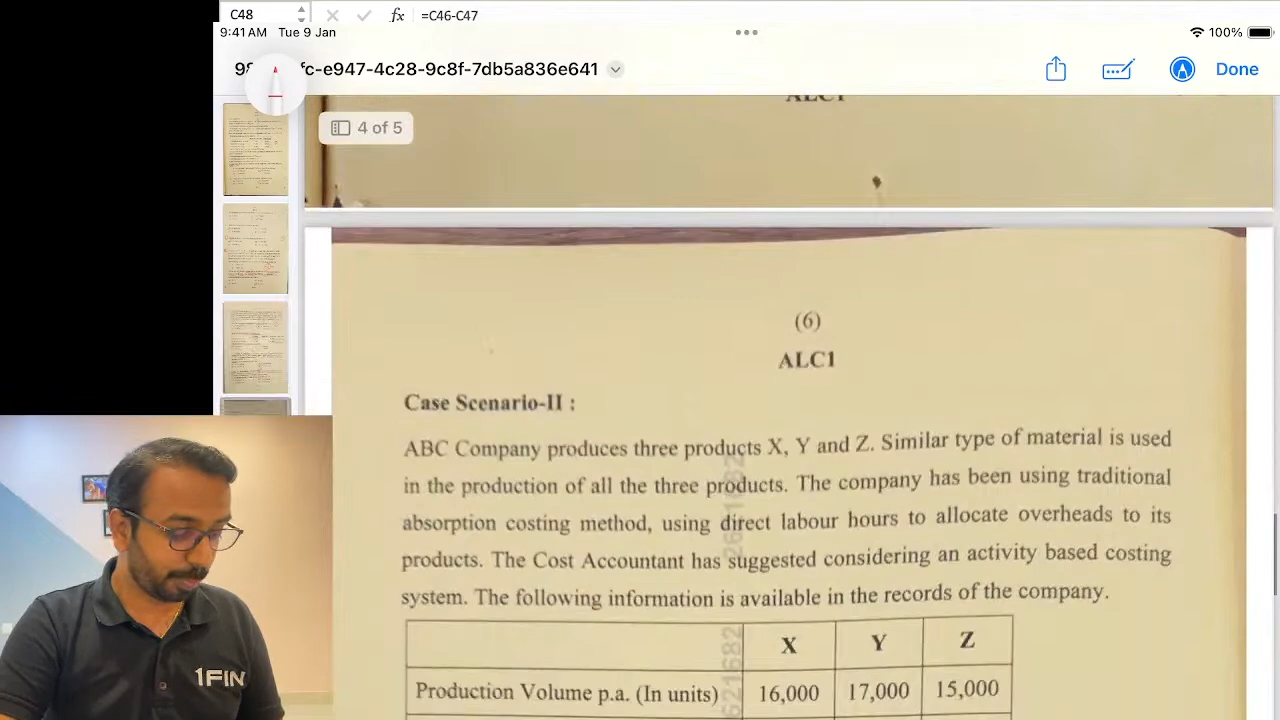 C48
fx =C46-C47
9:41 AM Tue 9 Jan
100%
fc-e947-4c28-9c8f-7db5a836e641
Done
4 of 5
ALC1
(6)
ALC1
Case Scenario-II :
ABC Company produces three products X, Y and Z. Similar type of material is used
in the production of all the three products. The company has been using traditional
absorption costing method, using direct labour hours to allocate overheads to its
products. The Cost Accountant has suggested considering an activity based costing
system. The following information is available in the records of the company.
X Y Z
Production Volume p.a. (In units) 16,000 17,000 15,000
1FIN